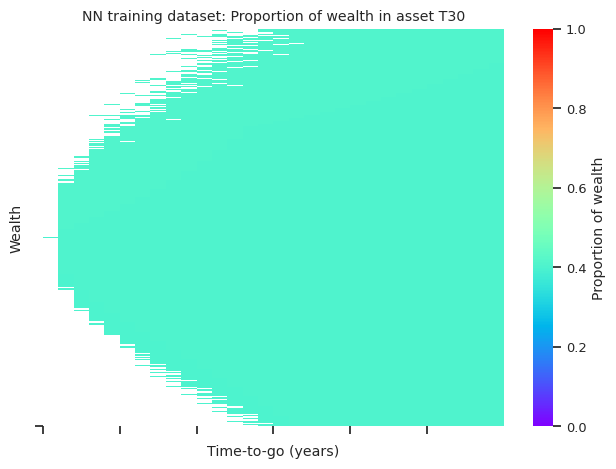 NN training dataset: Proportion of wealth in asset T30
Wealth
Time-to-go (years)
1.0
0.8
0.6
0.4
0.2
0.0
Proportion of wealth